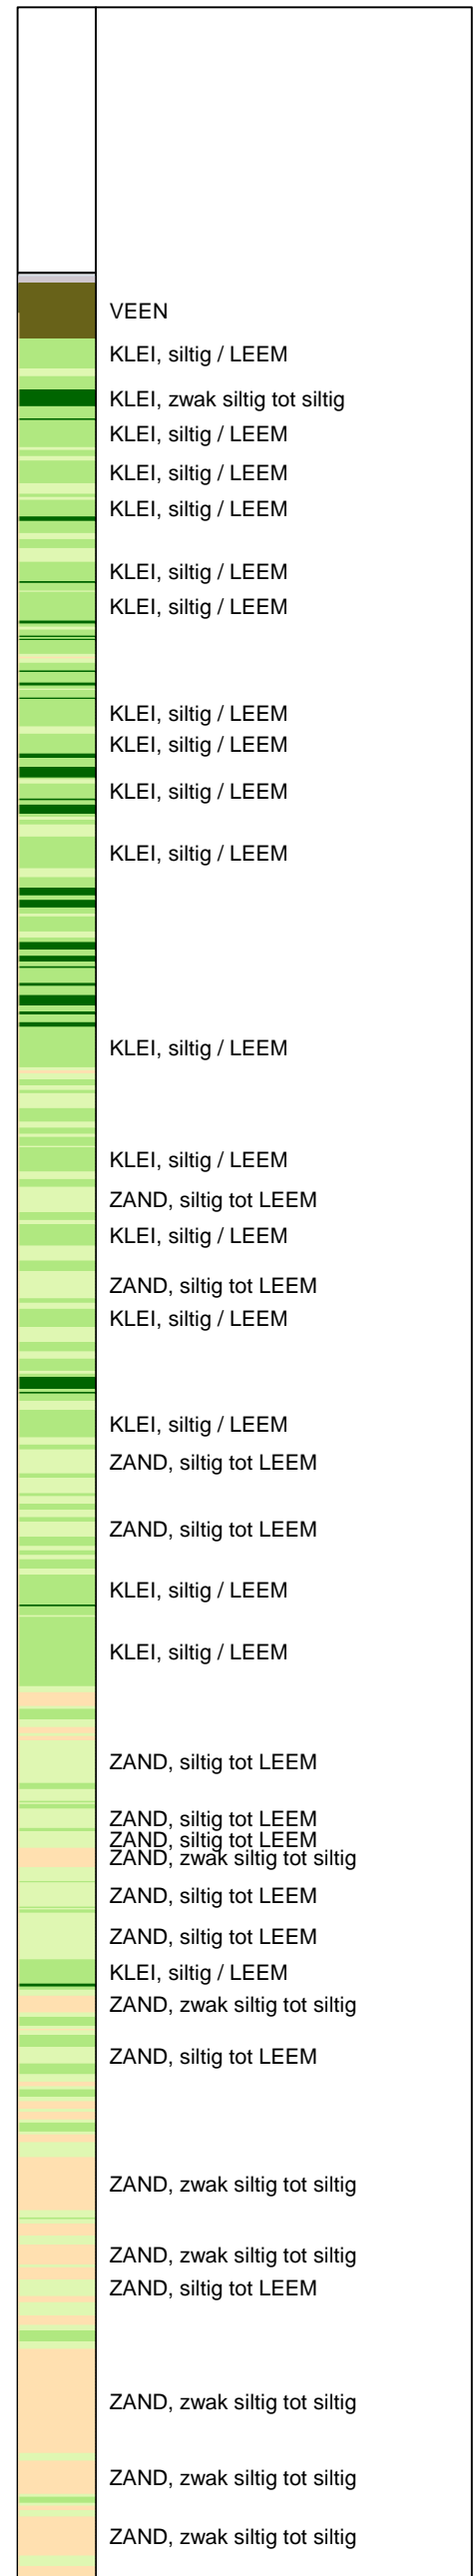 VEEN
KLEI, siltig / LEEM
KLEI, zwak siltig tot siltig
KLEI, siltig / LEEM
KLEI, siltig / LEEM
KLEI, siltig / LEEM
KLEI, siltig / LEEM
KLEI, siltig / LEEM
KLEI, siltig / LEEM
KLEI, siltig / LEEM
KLEI, siltig / LEEM
KLEI, siltig / LEEM
KLEI, siltig / LEEM
KLEI, siltig / LEEM
ZAND, siltig tot LEEM
KLEI, siltig / LEEM
ZAND, siltig tot LEEM
KLEI, siltig / LEEM
KLEI, siltig / LEEM
ZAND, siltig tot LEEM
ZAND, siltig tot LEEM
KLEI, siltig / LEEM
KLEI, siltig / LEEM
ZAND, siltig tot LEEM
ZAND, siltig tot LEEM
ZAND, siltig tot LEEM
ZAND, zwak siltig tot siltig
ZAND, siltig tot LEEM
ZAND, siltig tot LEEM
KLEI, siltig / LEEM
ZAND, zwak siltig tot siltig
ZAND, siltig tot LEEM
ZAND, zwak siltig tot siltig
ZAND, zwak siltig tot siltig
ZAND, siltig tot LEEM
ZAND, zwak siltig tot siltig
ZAND, zwak siltig tot siltig
ZAND, zwak siltig tot siltig